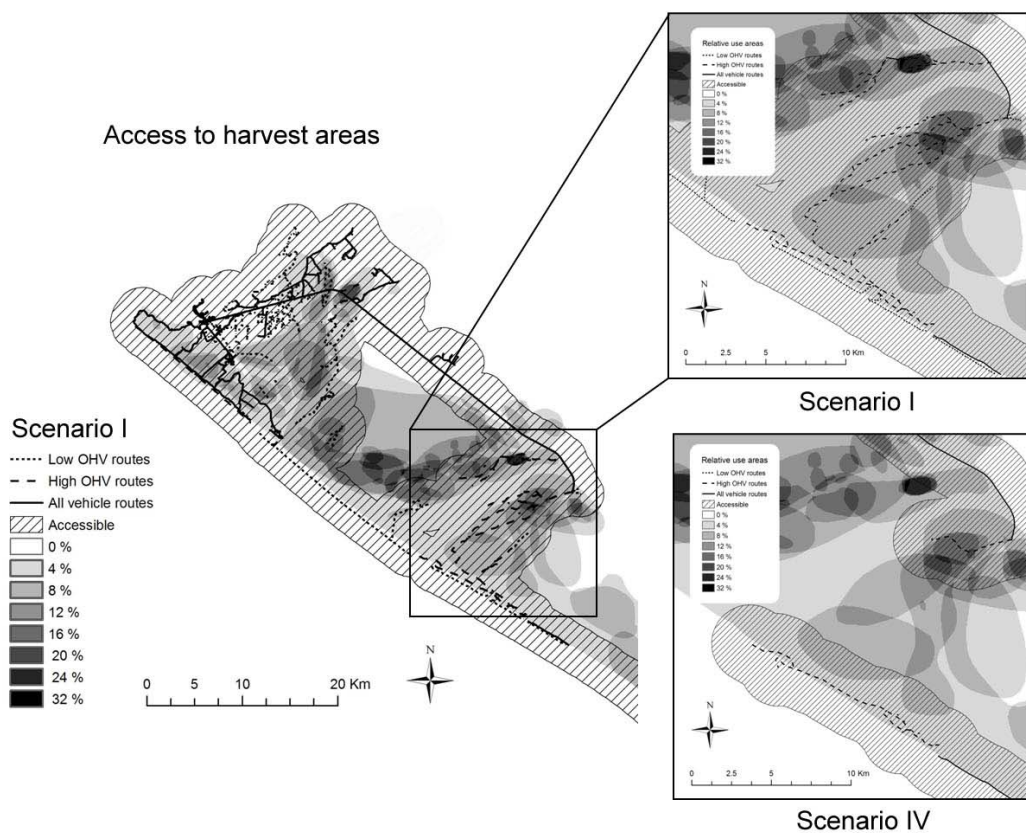 Access to harvest areas
Scenario I
Low OHV routes
High OHV routes
All vehicle routes
Accessible
0 %
4 %
8 %
12 %
16 %
20 %
24 %
32 %
N
0 5 10 20 Km
Relative use areas
Low OHV routes
High OHV routes
All vehicle routes
Accessible
0 %
4 %
8 %
12 %
16 %
20 %
24 %
32 %
N
0 2.5 5 10 Km
Scenario I
Relative use areas
Low OHV routes
High OHV routes
All vehicle routes
Accessible
0 %
4 %
8 %
12 %
16 %
20 %
24 %
32 %
N
0 2.5 5 10 Km
Scenario IV